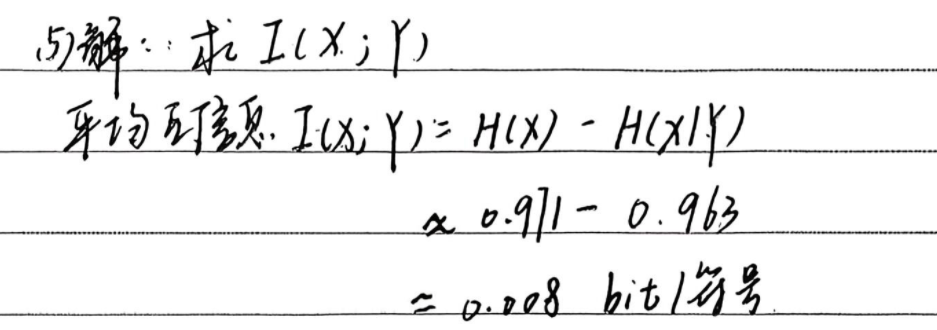 (5)解:求 I(X;Y)
平均互信息 I(X;Y)= H(X) - H(X|Y)
≈ 0.971 - 0.963
= 0.008 bit/符号